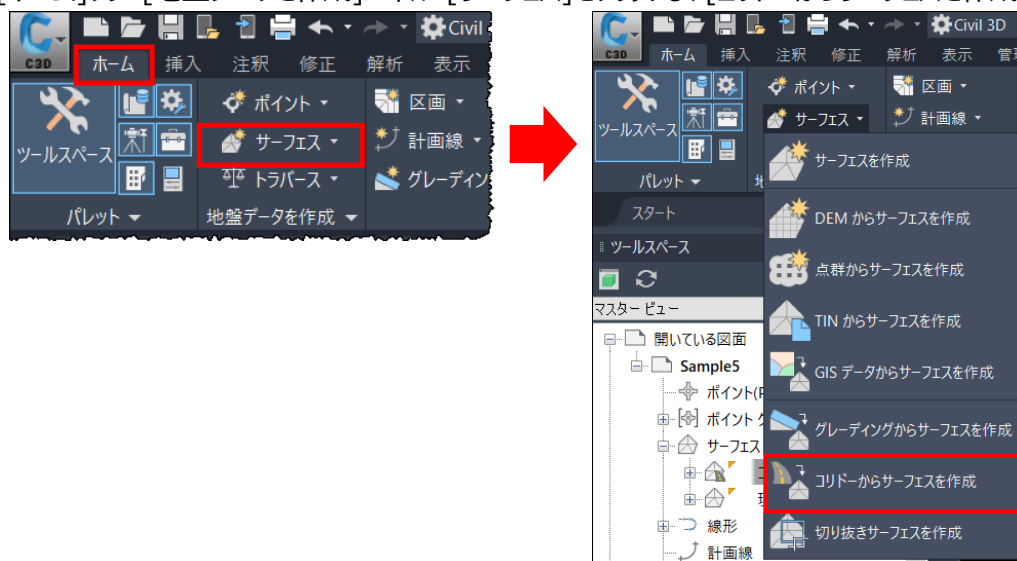 C3D
Civil
ホーム 挿入 注釈 修正 解析 表示
ツールスペース
ポイント
サーフェス
トラバース
区画
計画線
グレーディン
パレット 地盤データを作成
C3D
Civil 3D
ホーム 挿入 注釈 修正 解析 表示
ツールスペース
ポイント
サーフェス
区画
計画線
パレット
サーフェスを作成
スタート
DEM からサーフェスを作成
ツールスペース
点群からサーフェスを作成
マスター ビュー
TIN からサーフェスを作成
開いている図面
Sample5
GIS データからサーフェスを作成
ポイント(P
ポイント
グレーディングからサーフェスを作成
サーフェス
コリドーからサーフェスを作成
線形
切り抜きサーフェスを作成
計画線